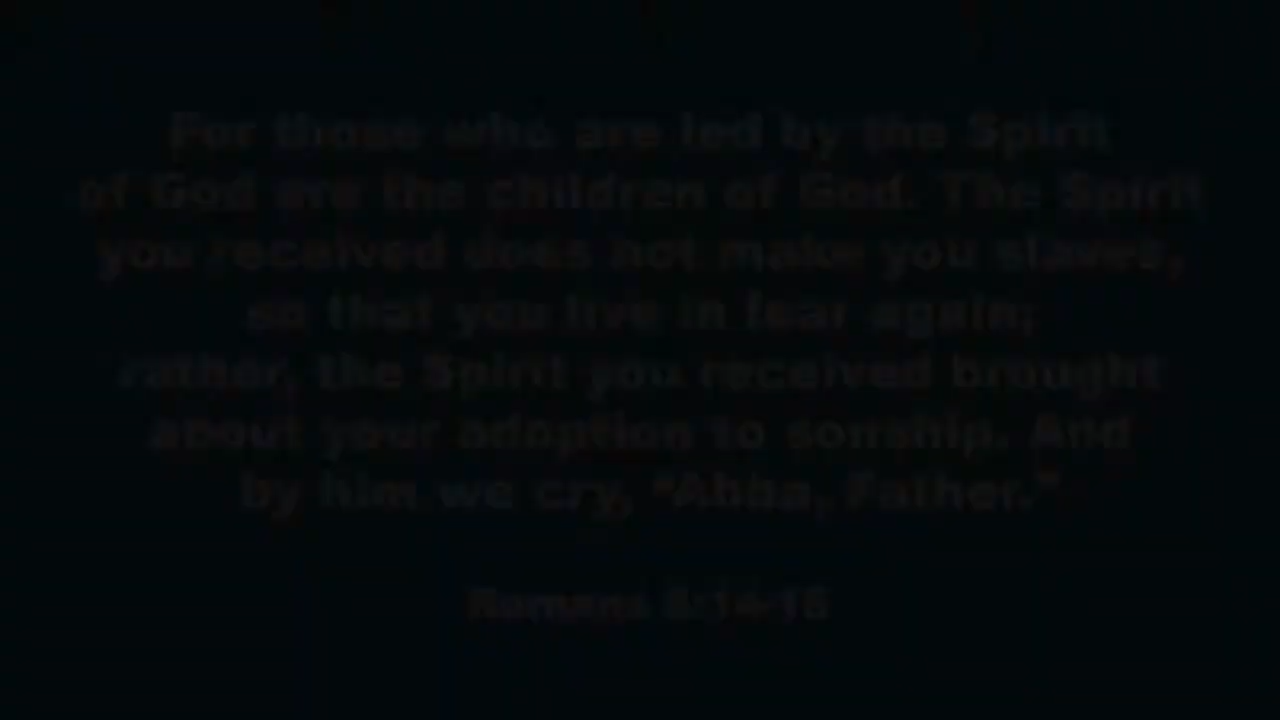 For those who are led by the Spirit
of God are the children of God. The Spirit
you received does not make you slaves,
so that you live in fear again;
rather, the Spirit you received brought
about your adoption to sonship. And
by him we cry, “Abba, Father.”
Romans 8:14-15